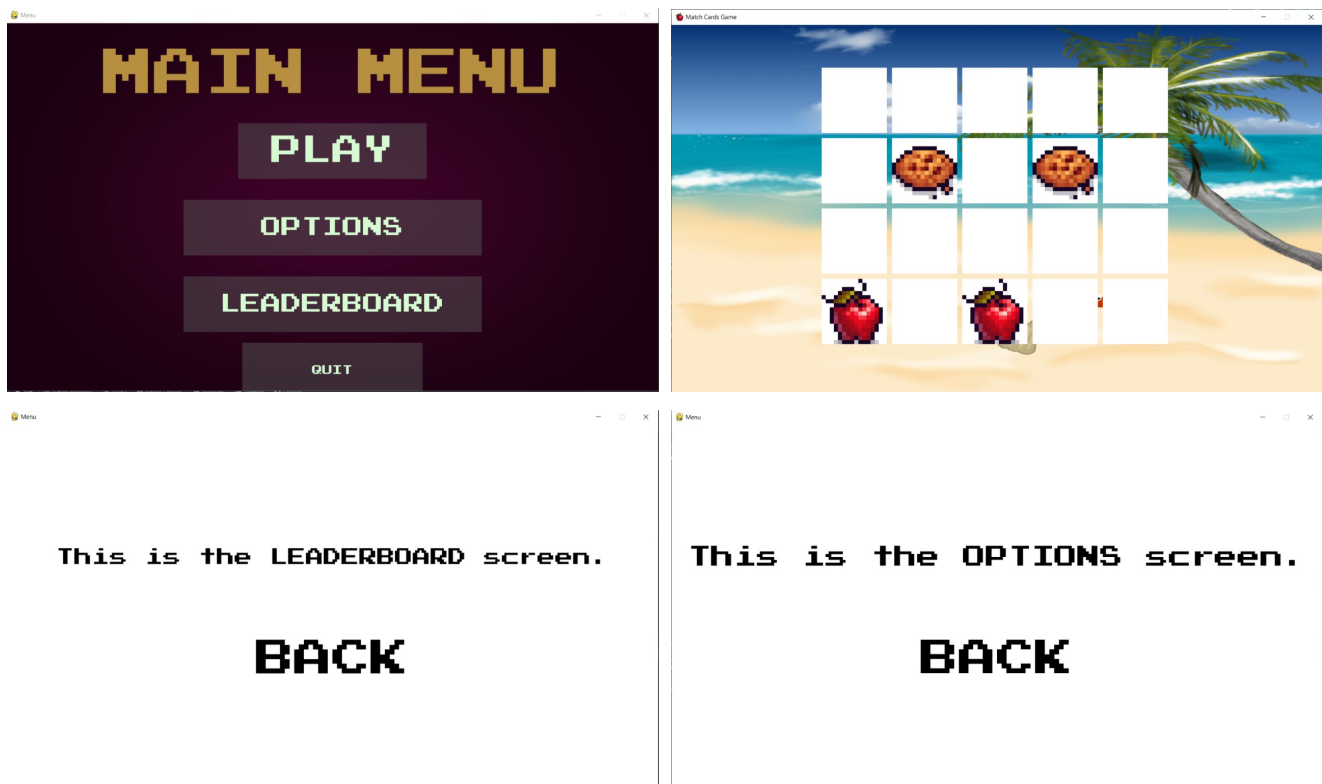 Menu
MAIN MENU
PLAY
OPTIONS
LEADERBOARD
QUIT
Match Cards Game
Menu
This is the LEADERBOARD screen.
BACK
Menu
This is the OPTIONS screen.
BACK